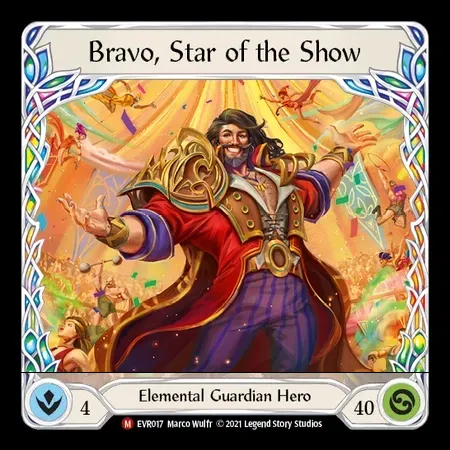 Bravo, Star of the Show
Elemental Guardian Hero
4
40
M EVR017 Marco Wulfr © 2021 Legend Story Studios